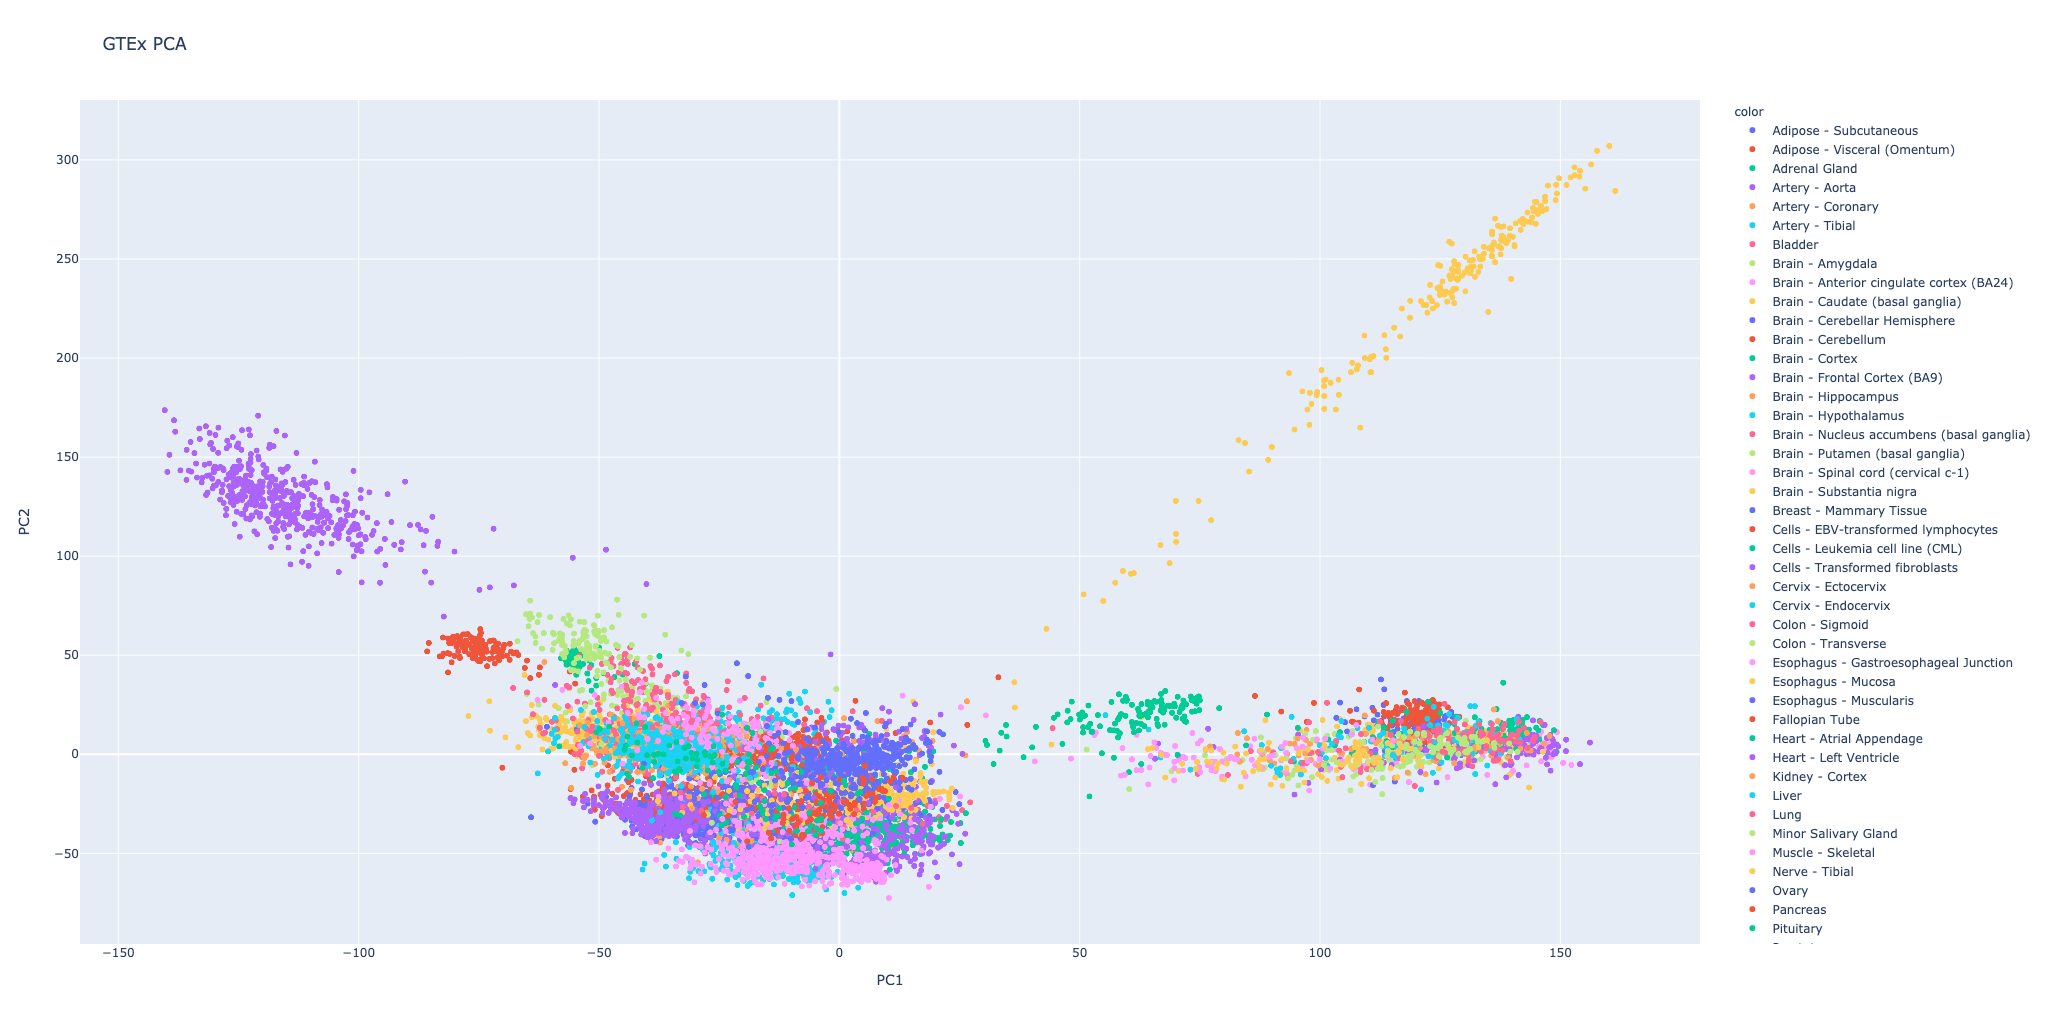 GTEx PCA
color
Adipose - Subcutaneous
Adipose - Visceral (Omentum)
Adrenal Gland
Artery - Aorta
Artery - Coronary
Artery - Tibial
Bladder
Brain - Amygdala
Brain - Anterior cingulate cortex (BA24)
Brain - Caudate (basal ganglia)
Brain - Cerebellar Hemisphere
Brain - Cerebellum
Brain - Cortex
Brain - Frontal Cortex (BA9)
Brain - Hippocampus
Brain - Hypothalamus
Brain - Nucleus accumbens (basal ganglia)
Brain - Putamen (basal ganglia)
Brain - Spinal cord (cervical c-1)
Brain - Substantia nigra
Breast - Mammary Tissue
Cells - EBV-transformed lymphocytes
Cells - Leukemia cell line (CML)
Cells - Transformed fibroblasts
Cervix - Ectocervix
Cervix - Endocervix
Colon - Sigmoid
Colon - Transverse
Esophagus - Gastroesophageal Junction
Esophagus - Mucosa
Esophagus - Muscularis
Fallopian Tube
Heart - Atrial Appendage
Heart - Left Ventricle
Kidney - Cortex
Liver
Lung
Minor Salivary Gland
Muscle - Skeletal
Nerve - Tibial
Ovary
Pancreas
Pituitary
300
250
200
150
100
50
0
−50
PC2
−150
−100
−50
0
50
100
150
PC1